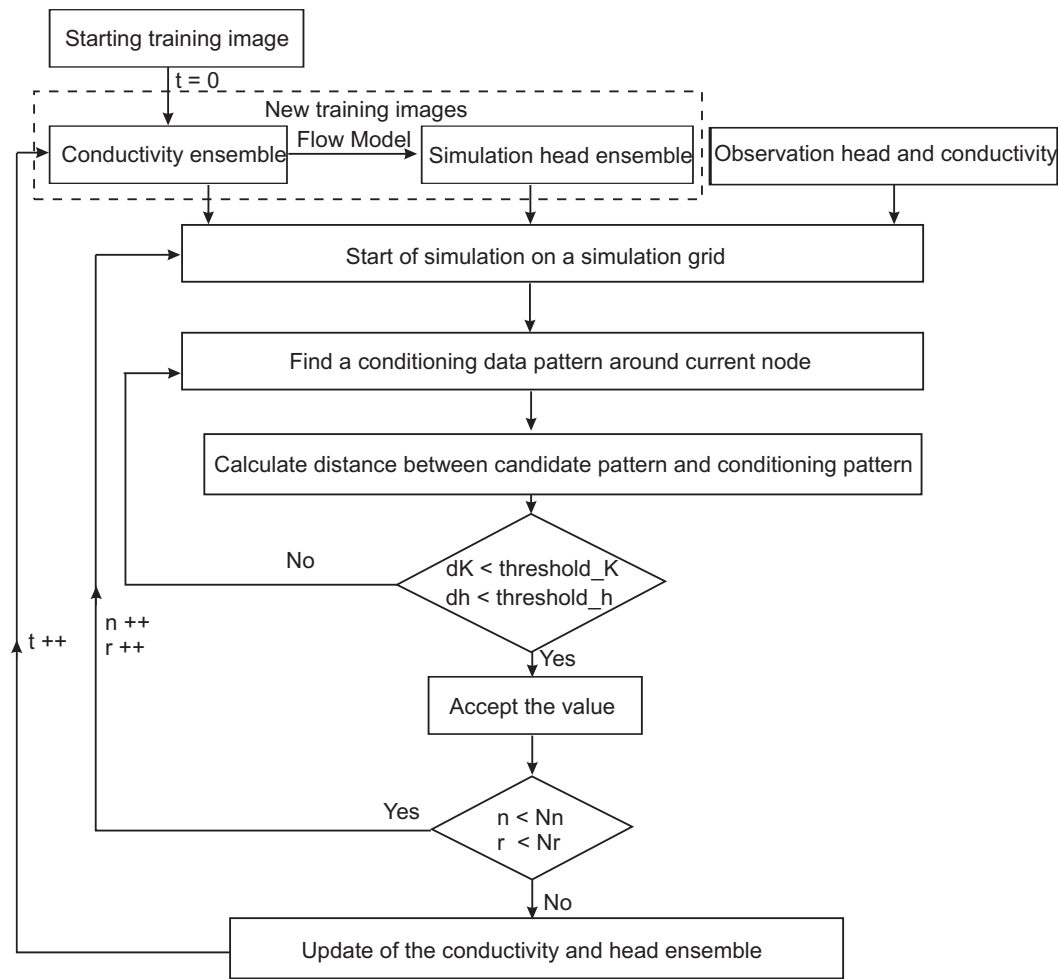 Starting training image
t = 0
New training images
Conductivity ensemble
Flow Model
Simulation head ensemble
Observation head and conductivity
Start of simulation on a simulation grid
Find a conditioning data pattern around current node
Calculate distance between candidate pattern and conditioning pattern
No
dK < threshold_K
dh < threshold_h
t ++
n ++
r ++
Yes
Accept the value
Yes
n < Nn
r < Nr
No
Update of the conductivity and head ensemble